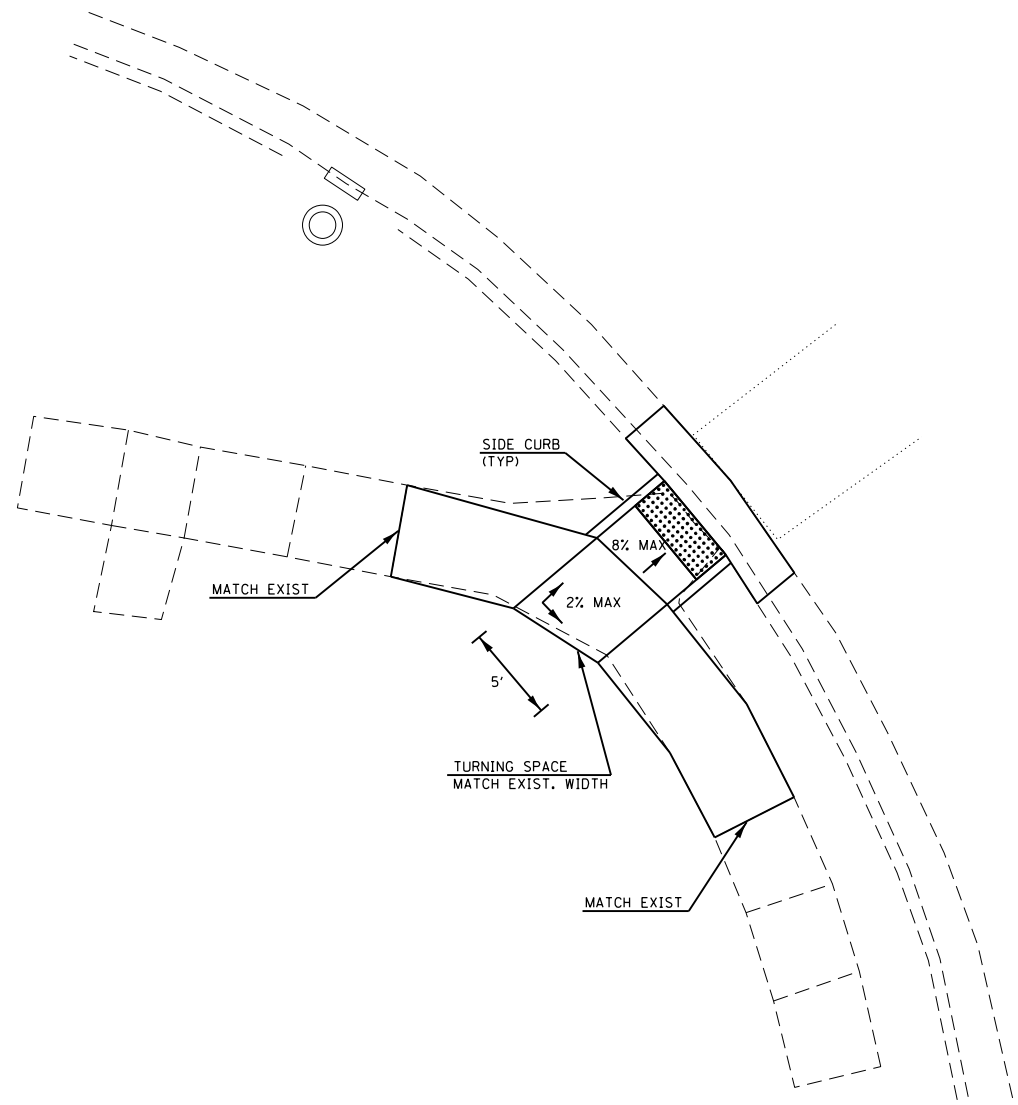 SIDE CURB
(TYP)
8% MAX
MATCH EXIST
2% MAX
5'
TURNING SPACE
MATCH EXIST. WIDTH
MATCH EXIST